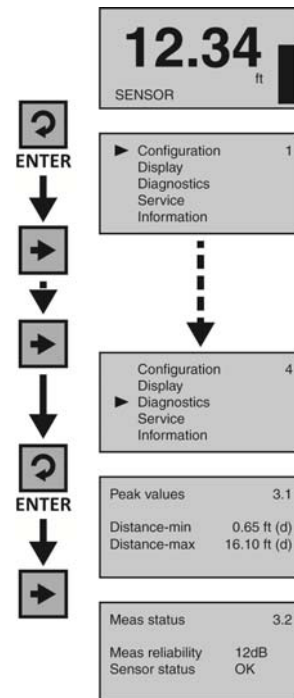 12.34
ft
SENSOR
ENTER
Configuration 1
Display
Diagnostics
Service
Information
Configuration 4
Display
Diagnostics
Service
Information
ENTER
Peak values 3.1
Distance-min 0.65 ft (d)
Distance-max 16.10 ft (d)
Meas status 3.2
Meas reliability 12dB
Sensor status OK